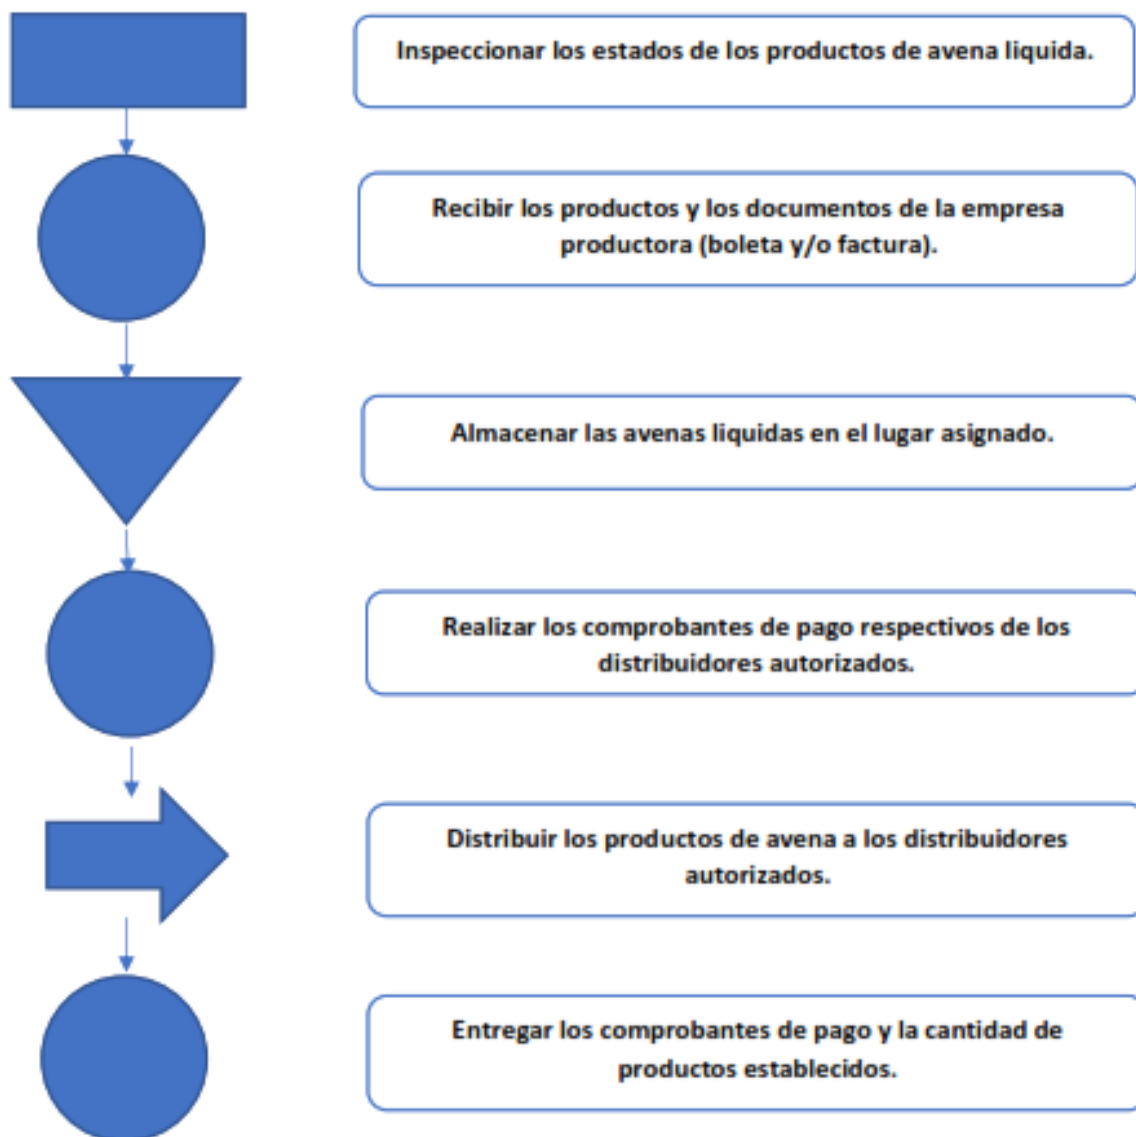 Inspeccionar los estados de los productos de avena liquida.
Recibir los productos y los documentos de la empresa
productora (boleta y/o factura).
Almacenar las avenas liquidas en el lugar asignado.
Realizar los comprobantes de pago respectivos de los
distribuidores autorizados.
Distribuir los productos de avena a los distribuidores
autorizados.
Entregar los comprobantes de pago y la cantidad de
productos establecidos.